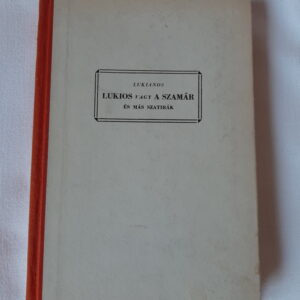 LUKIANOS
LUKIOS VAGY A SZAMÁR
ÉS MÁS SZATIRÁK